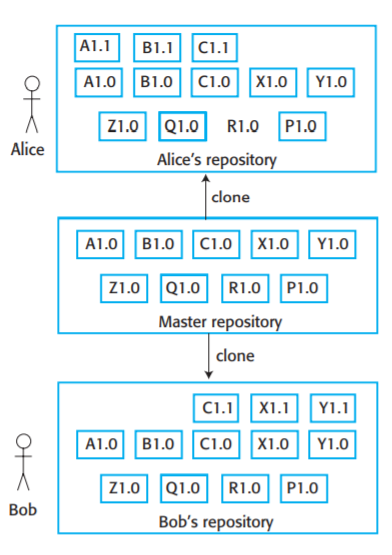 A1.1 B1.1 C1.1
A1.0 B1.0 C1.0 X1.0 Y1.0
Z1.0 Q1.0 R1.0 P1.0
Alice
Alice's repository
clone
A1.0 B1.0 C1.0 X1.0 Y1.0
Z1.0 Q1.0 R1.0 P1.0
Master repository
clone
C1.1 X1.1 Y1.1
A1.0 B1.0 C1.0 X1.0 Y1.0
Z1.0 Q1.0 R1.0 P1.0
Bob
Bob's repository